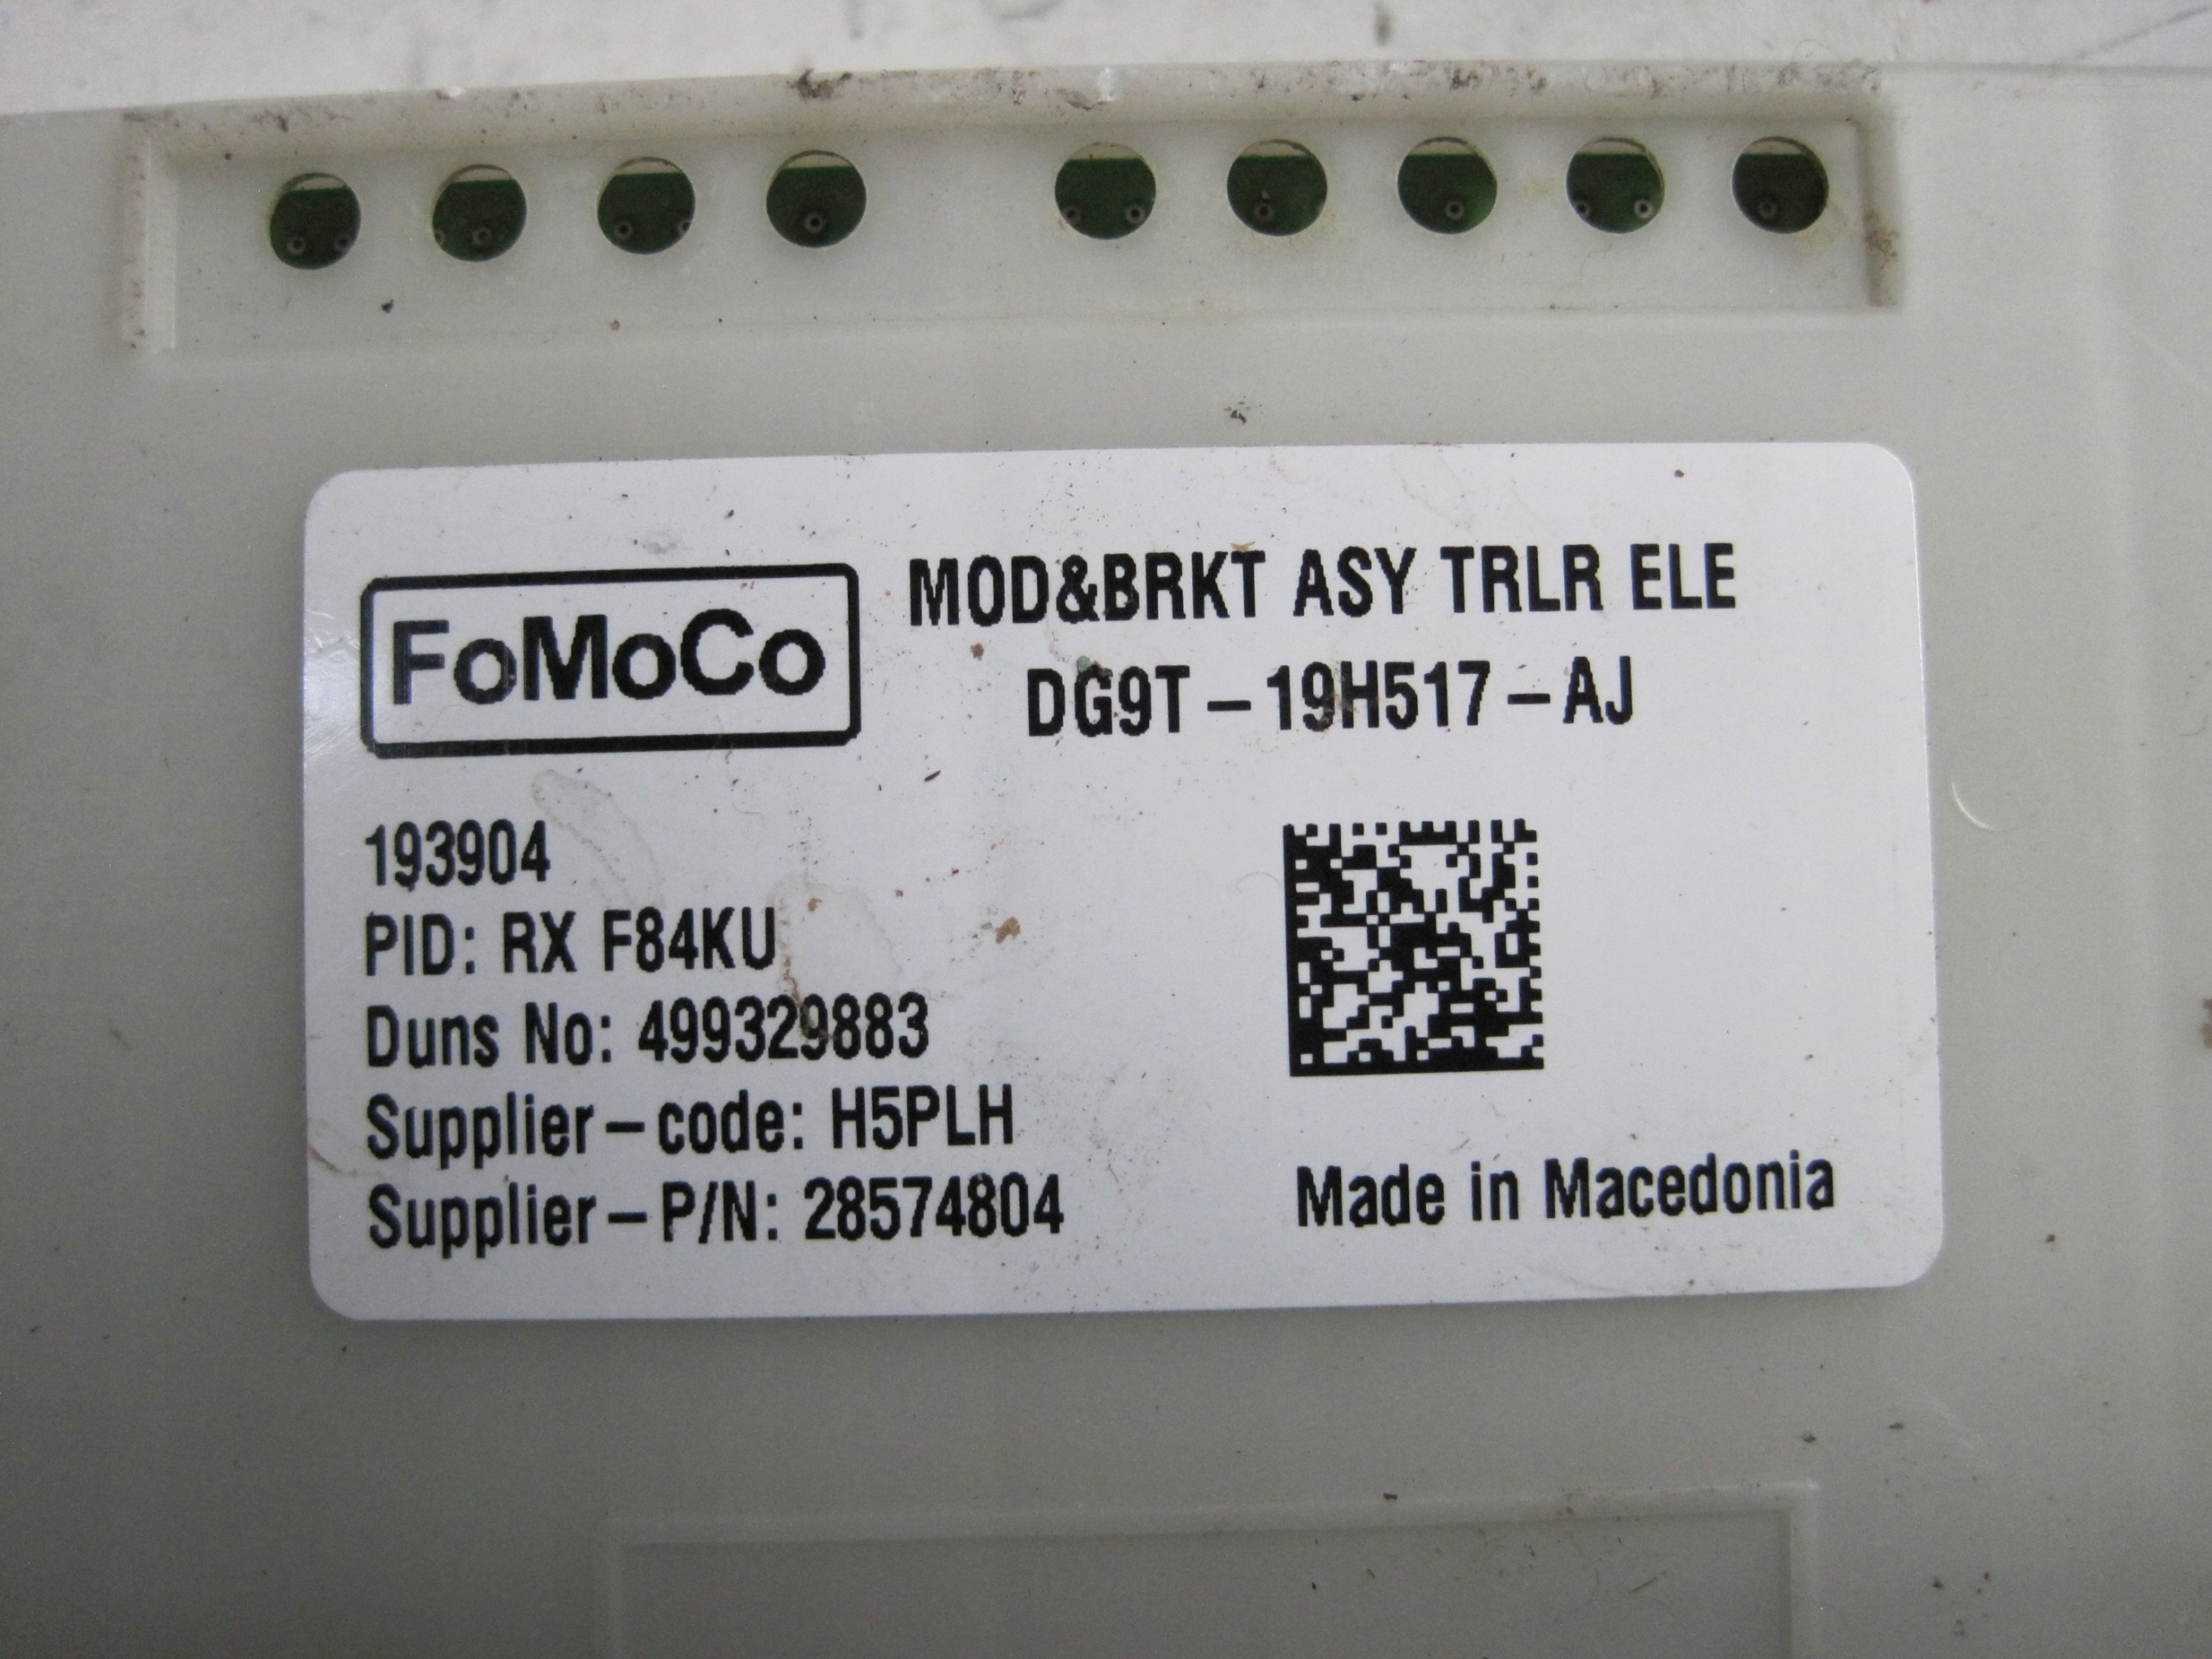 FoMoCo
MOD&BRKT ASY TRLR ELE
DG9T-19H517-AJ
193904
PID: RX F84KU
Duns No: 499329883
Supplier-code: H5PLH
Supplier-P/N: 28574804
Made in Macedonia